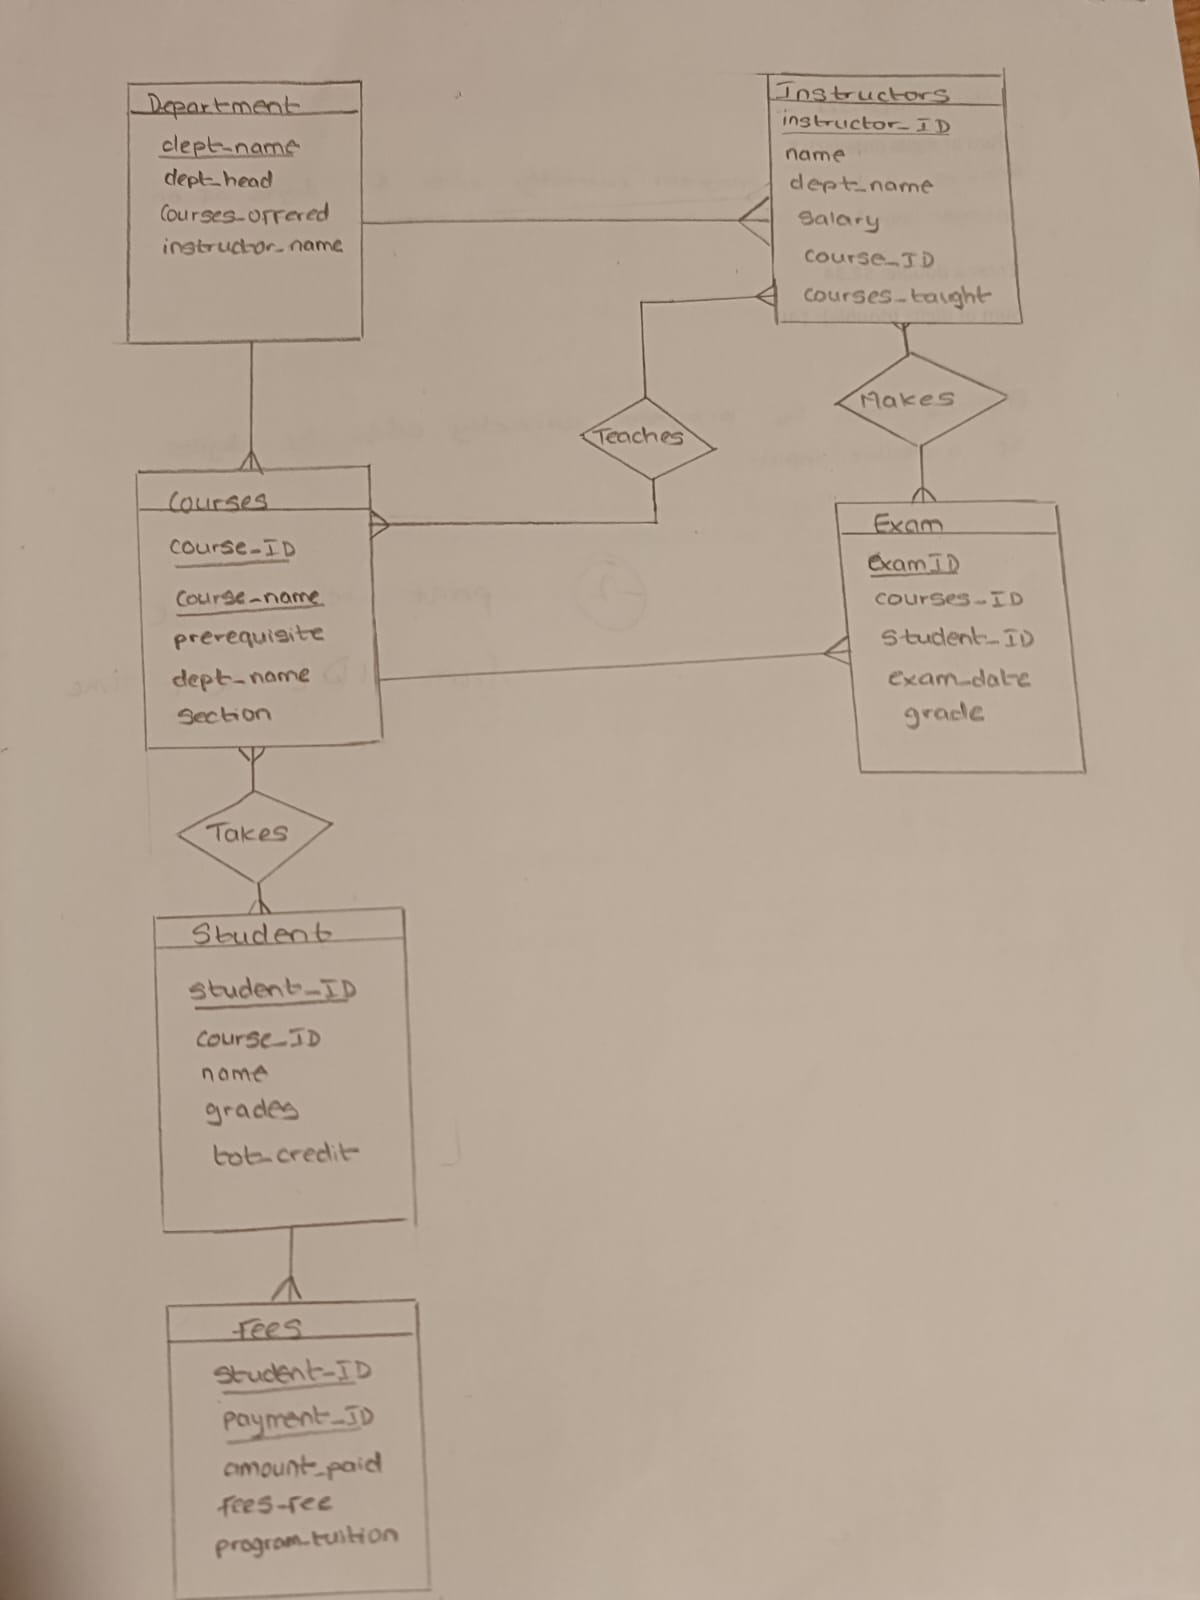 Department
dept_name
dept_head
Courses_offered
instructor_name
Instructors
instructor_ID
name
dept_name
salary
course_ID
courses_taught
Teaches
Makes
Courses
course_ID
course_name
prerequisite
dept_name
section
Exam
examID
courses_ID
student_ID
exam_date
grade
Takes
Student
student_ID
course_ID
name
grades
tot_credit
Fees
student_ID
payment_ID
amount_paid
program_tuition